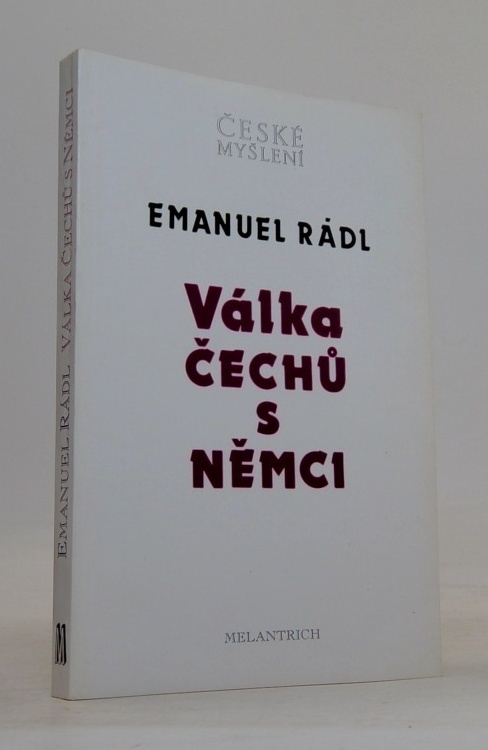 ČESKÉ
MYŠLENÍ
EMANUEL RÁDL
Válka
ČECHŮ
S
NĚMCI
MELANTRICH
EMANUEL RÁDL VÁLKA ČECHŮ S NĚMCI
M